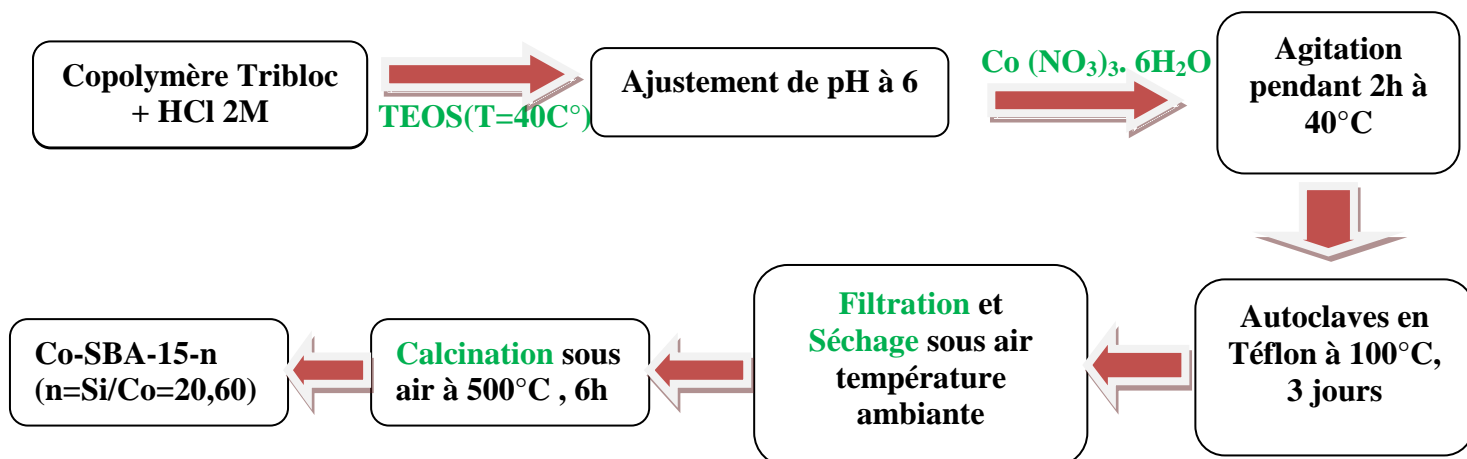 Copolymère Tribloc
+ HCl 2M
TEOS(T=40C°)
Ajustement de pH à 6
Co (NO₃)₃. 6H₂O
Agitation
pendant 2h à
40°C
Autoclaves en
Téflon à 100°C,
3 jours
Filtration et
Séchage sous air
température
ambiante
Calcination sous
air à 500°C , 6h
Co-SBA-15-n
(n=Si/Co=20,60)